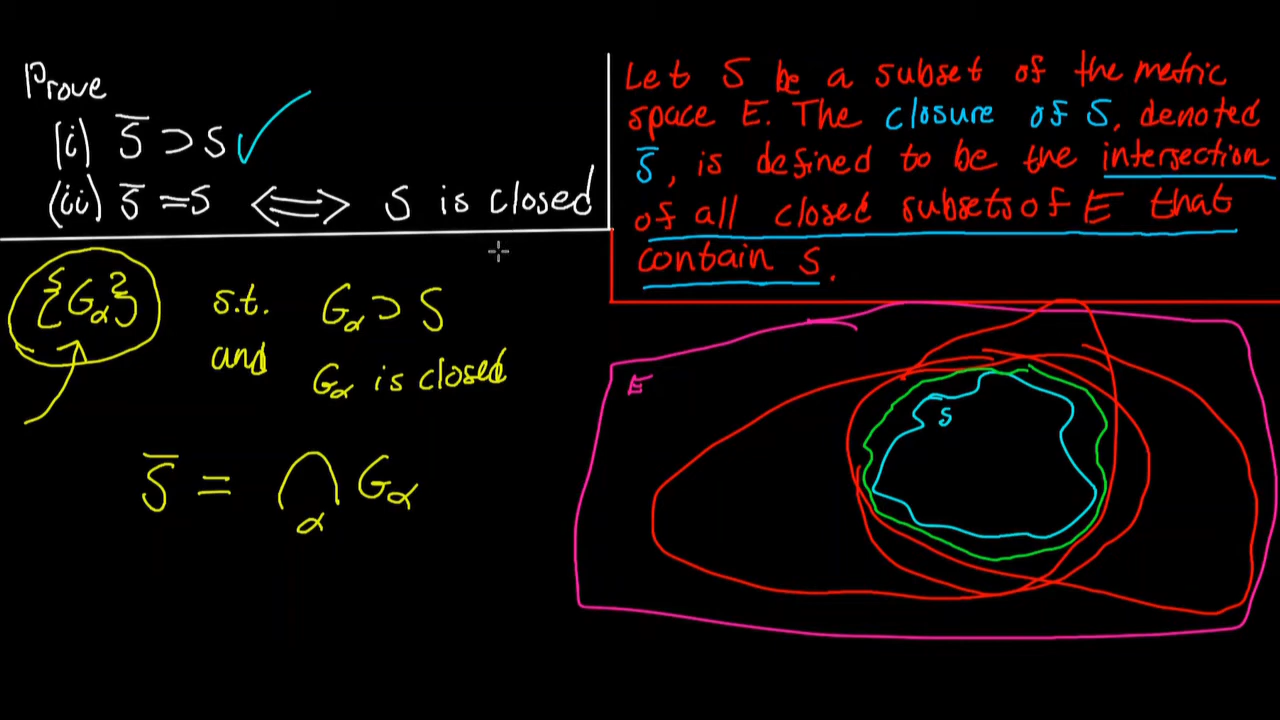 Prove
(i) S̅ ⊃ S ✓
(ii) S̅ = S ⟺ S is closed
Let S be a subset of the metric
space E. The closure of S, denoted
S̅, is defined to be the intersection
of all closed subsets of E that
contain S.
{Gα} s.t. Gα ⊃ S
and Gα is closed
S̅ = ∩ Gα
α
E
S